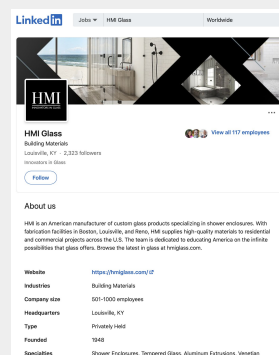 LinkedIn
Jobs
HMI Glass
Worldwide
HMI
HMI Glass
View all 117 employees
Building Materials
Louisville, KY · 2,323 followers
Innovators in Glass
Follow
About us
HMI is an American manufacturer of custom glass products specializing in shower enclosures. With
fabrication facilities in Boston, Louisville, and Reno, HMI supplies high-quality materials to residential
and commercial projects across the U.S. The team is dedicated to educating America on the infinite
possibilities that glass offers. Browse the latest in glass at hmiglass.com.
Website https://hmiglass.com/
Industries Building Materials
Company size 501-1000 employees
Headquarters Louisville, KY
Type Privately Held
Founded 1948
Specialties Shower Enclosures, Tempered Glass, Aluminum Extrusions, Venetian